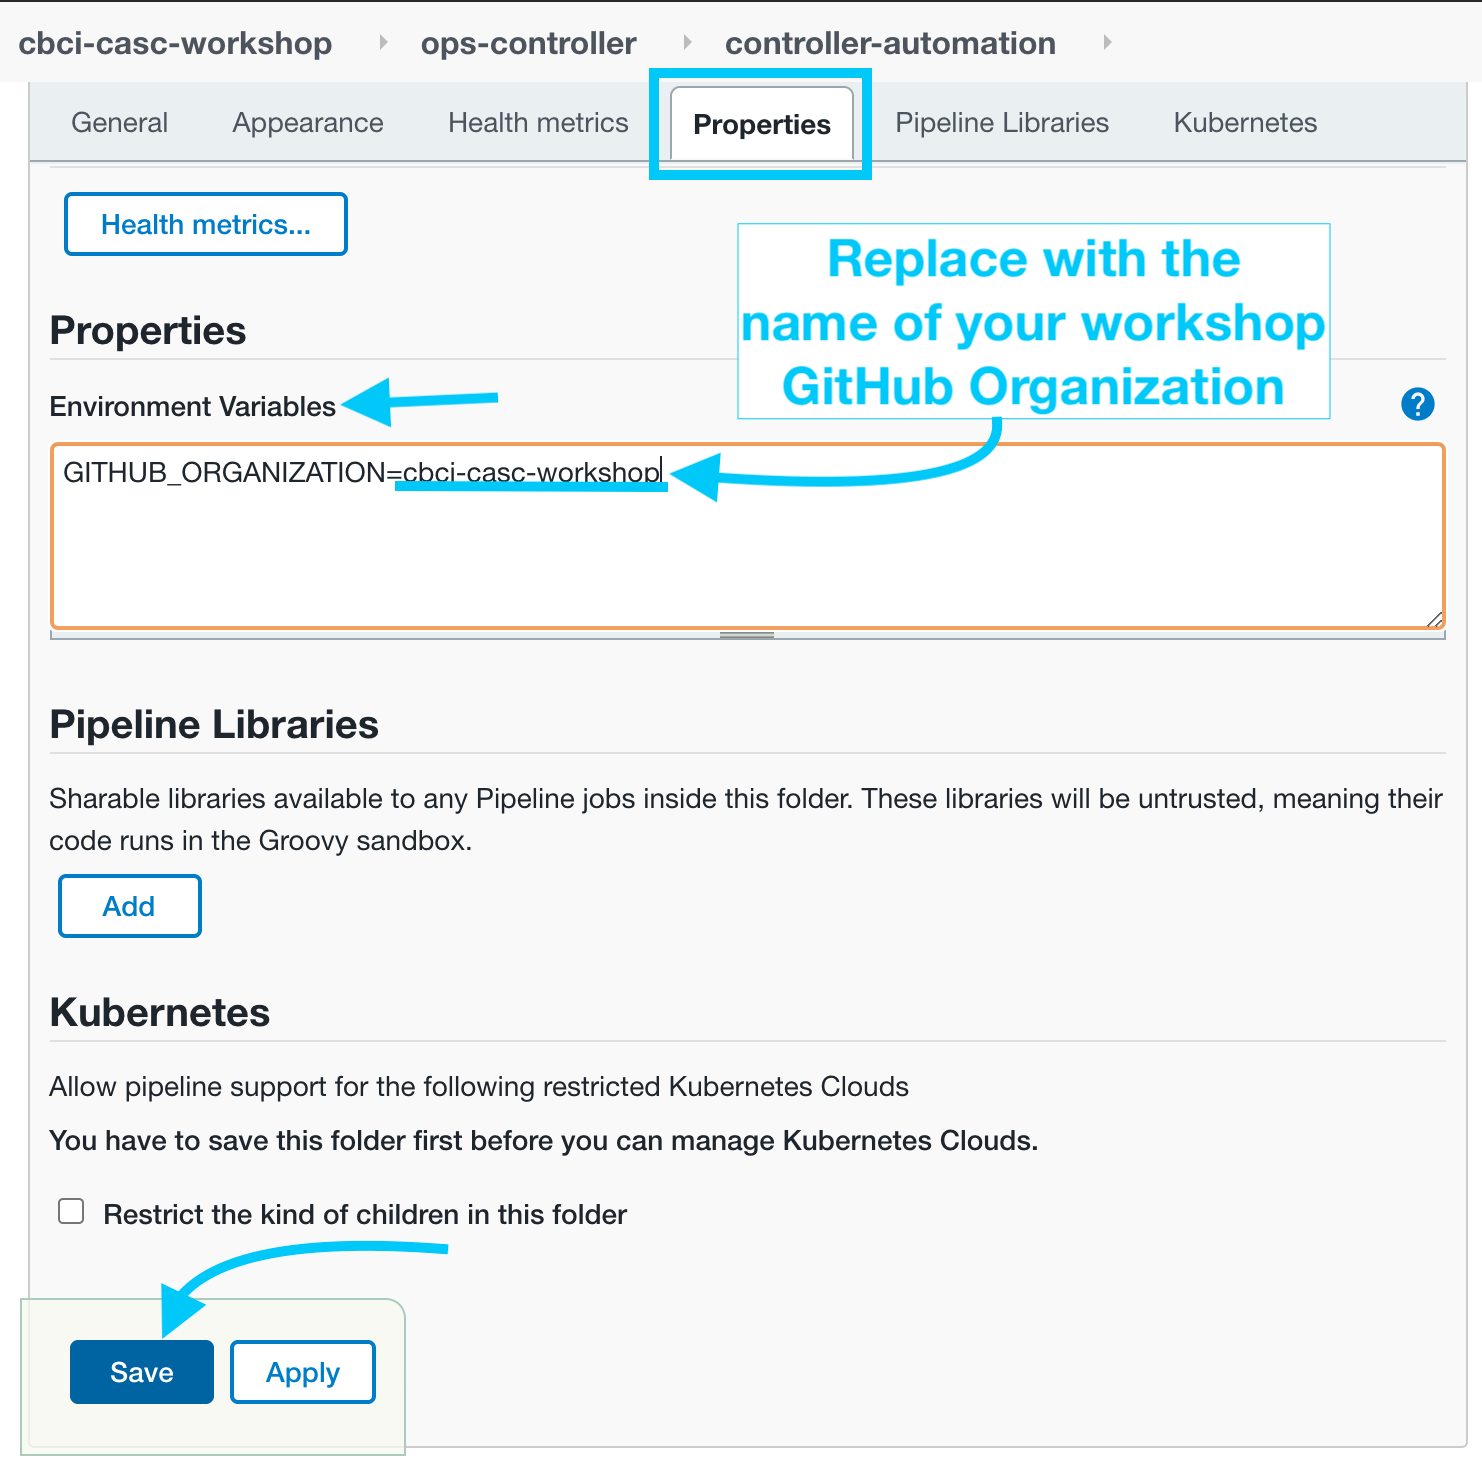 cbci-casc-workshop ops-controller controller-automation
General Appearance Health metrics Properties Pipeline Libraries Kubernetes
Health metrics...
Replace with the
name of your workshop
GitHub Organization
Properties
Environment Variables
?
GITHUB_ORGANIZATION=cbci-casc-workshop
Pipeline Libraries
Sharable libraries available to any Pipeline jobs inside this folder. These libraries will be untrusted, meaning their
code runs in the Groovy sandbox.
Add
Kubernetes
Allow pipeline support for the following restricted Kubernetes Clouds
You have to save this folder first before you can manage Kubernetes Clouds.
Restrict the kind of children in this folder
Save Apply